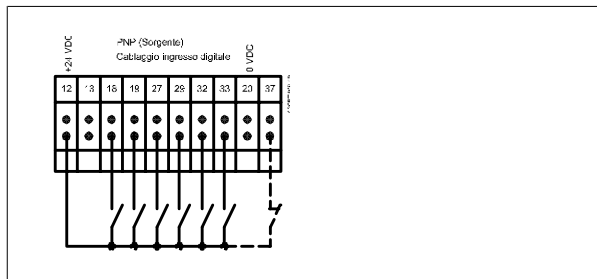 +24 VDC
PNP (Sorgente)
Cablaggio ingresso digitale
0 VDC
12 13 18 19 27 29 32 33 20 37